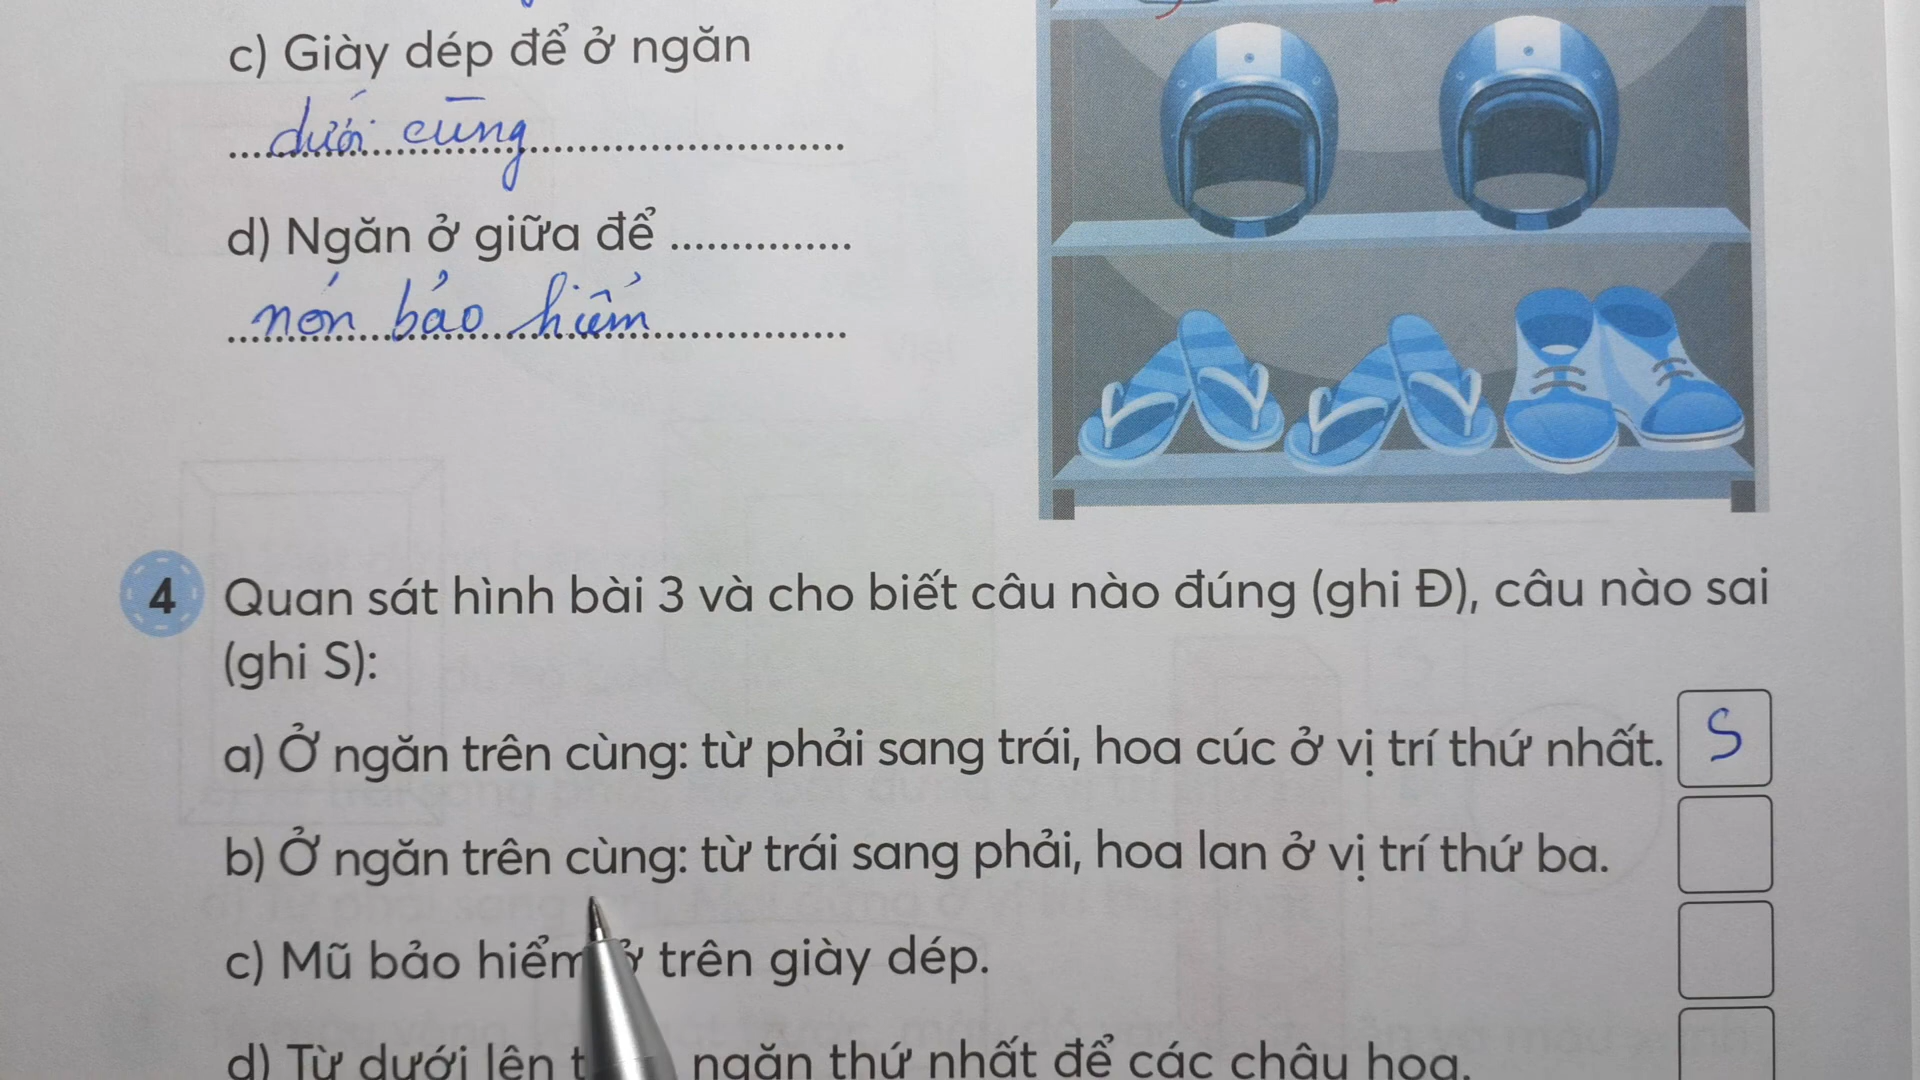 c) Giày dép để ở ngăn
dưới cùng
d) Ngăn ở giữa để ...............
nón bảo hiểm
4 Quan sát hình bài 3 và cho biết câu nào đúng (ghi Đ), câu nào sai
(ghi S):
a) Ở ngăn trên cùng: từ phải sang trái, hoa cúc ở vị trí thứ nhất. S
b) Ở ngăn trên cùng: từ trái sang phải, hoa lan ở vị trí thứ ba.
c) Mũ bảo hiểm ở trên giày dép.
d) Từ dưới lên ngăn thứ nhất để các chậu hoa.